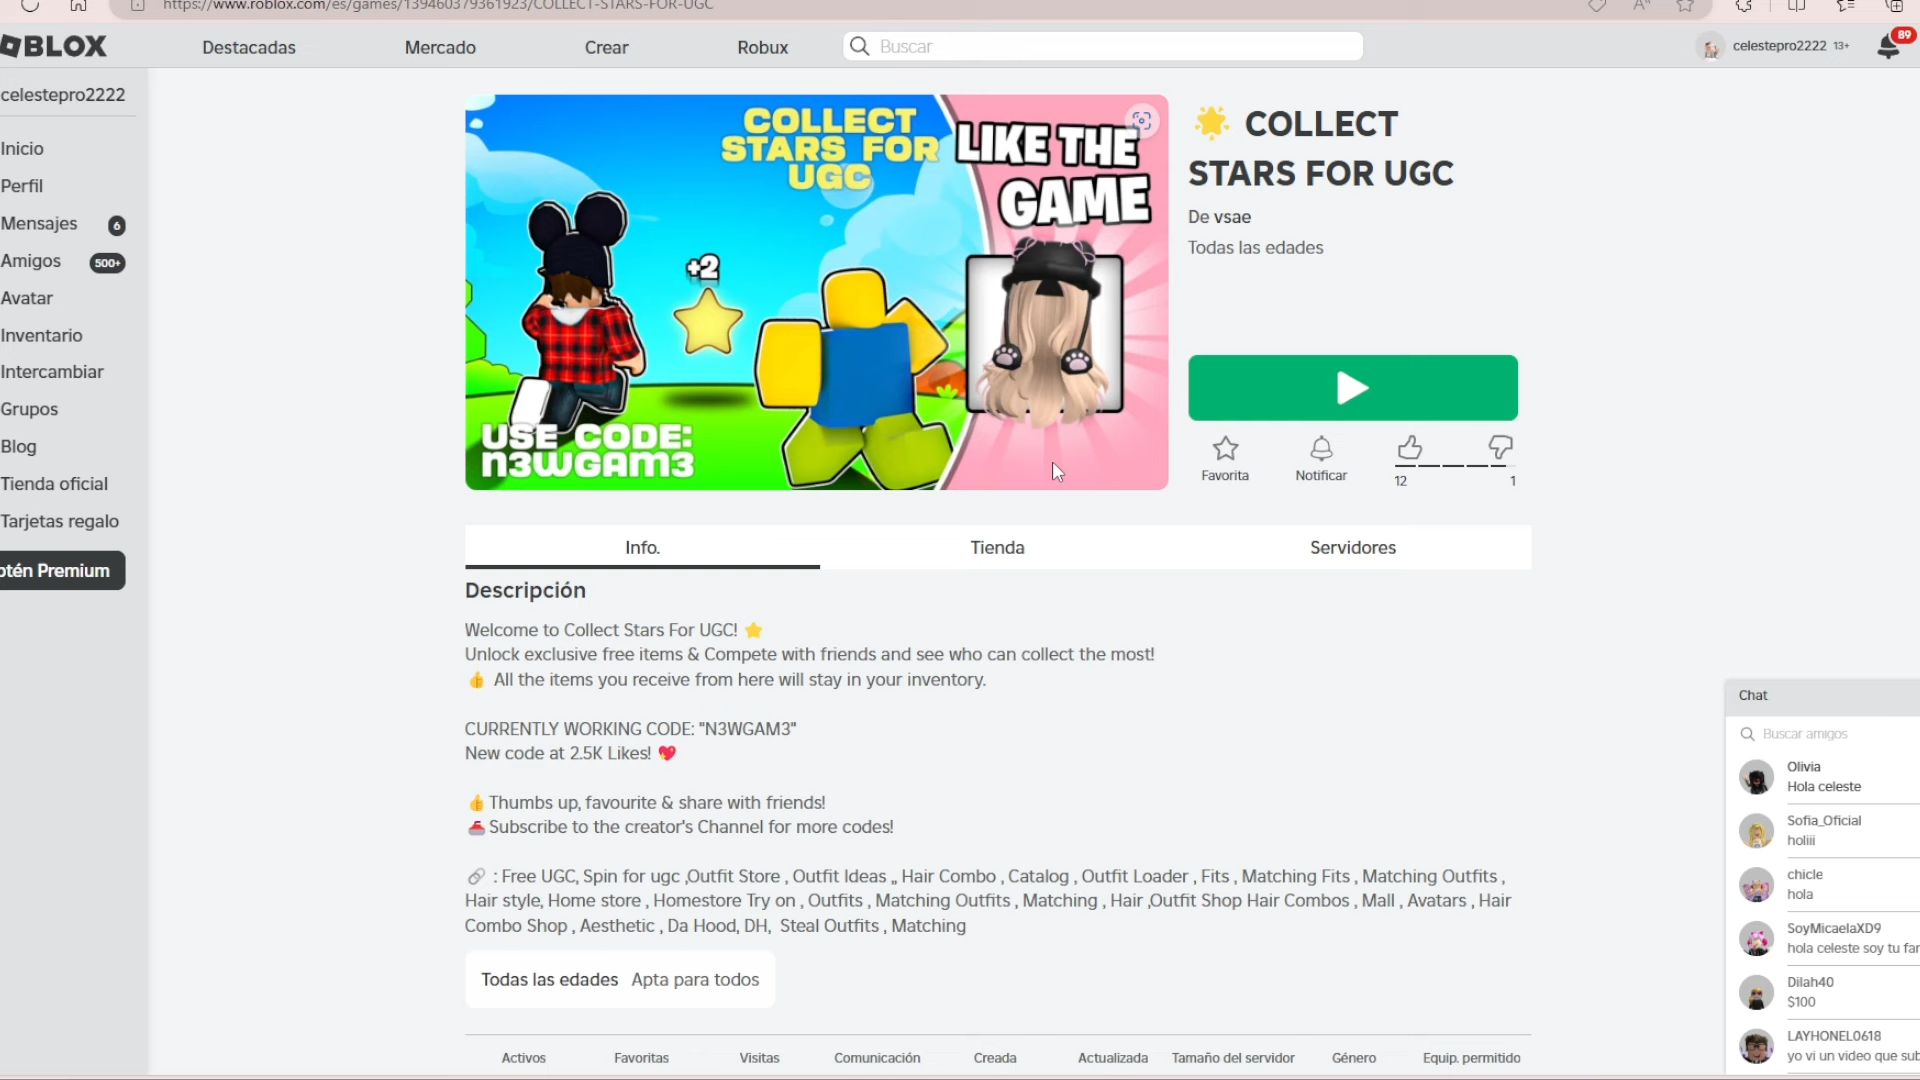 https://www.roblox.com/es/games/139460379361923/COLLECT-STARS-FOR-UGC
BLOX
Destacadas
Mercado
Crear
Robux
Buscar
celestepro2222 13+
89
celestepro2222
Inicio
Perfil
Mensajes 6
Amigos 500+
Avatar
Inventario
Intercambiar
Grupos
Blog
Tienda oficial
Tarjetas regalo
btén Premium
COLLECT
STARS FOR
UGC
+2
USE CODE:
N3WGAM3
LIKE THE
GAME
COLLECT
STARS FOR UGC
De vsae
Todas las edades
Favorita
Notificar
12
1
Info.
Tienda
Servidores
Descripción
Welcome to Collect Stars For UGC! ⭐
Unlock exclusive free items & Compete with friends and see who can collect the most!
👍 All the items you receive from here will stay in your inventory.
CURRENTLY WORKING CODE: "N3WGAM3"
New code at 2.5K Likes! 💖
👍Thumbs up, favourite & share with friends!
Subscribe to the creator's Channel for more codes!
🔗 : Free UGC, Spin for ugc ,Outfit Store , Outfit Ideas ,, Hair Combo , Catalog , Outfit Loader , Fits , Matching Fits , Matching Outfits ,
Hair style, Home store , Homestore Try on , Outfits , Matching Outfits , Matching , Hair ,Outfit Shop Hair Combos , Mall , Avatars , Hair
Combo Shop , Aesthetic , Da Hood, DH, Steal Outfits , Matching
Todas las edades Apta para todos
Activos
Favoritas
Visitas
Comunicación
Creada
Actualizada
Tamaño del servidor
Género
Equip. permitido
Chat
Buscar amigos
Olivia
Hola celeste
Sofia_Oficial
holiii
chicle
hola
SoyMicaelaXD9
hola celeste soy tu fan
Dilah40
$100
LAYHONEL0618
yo vi un video que sub